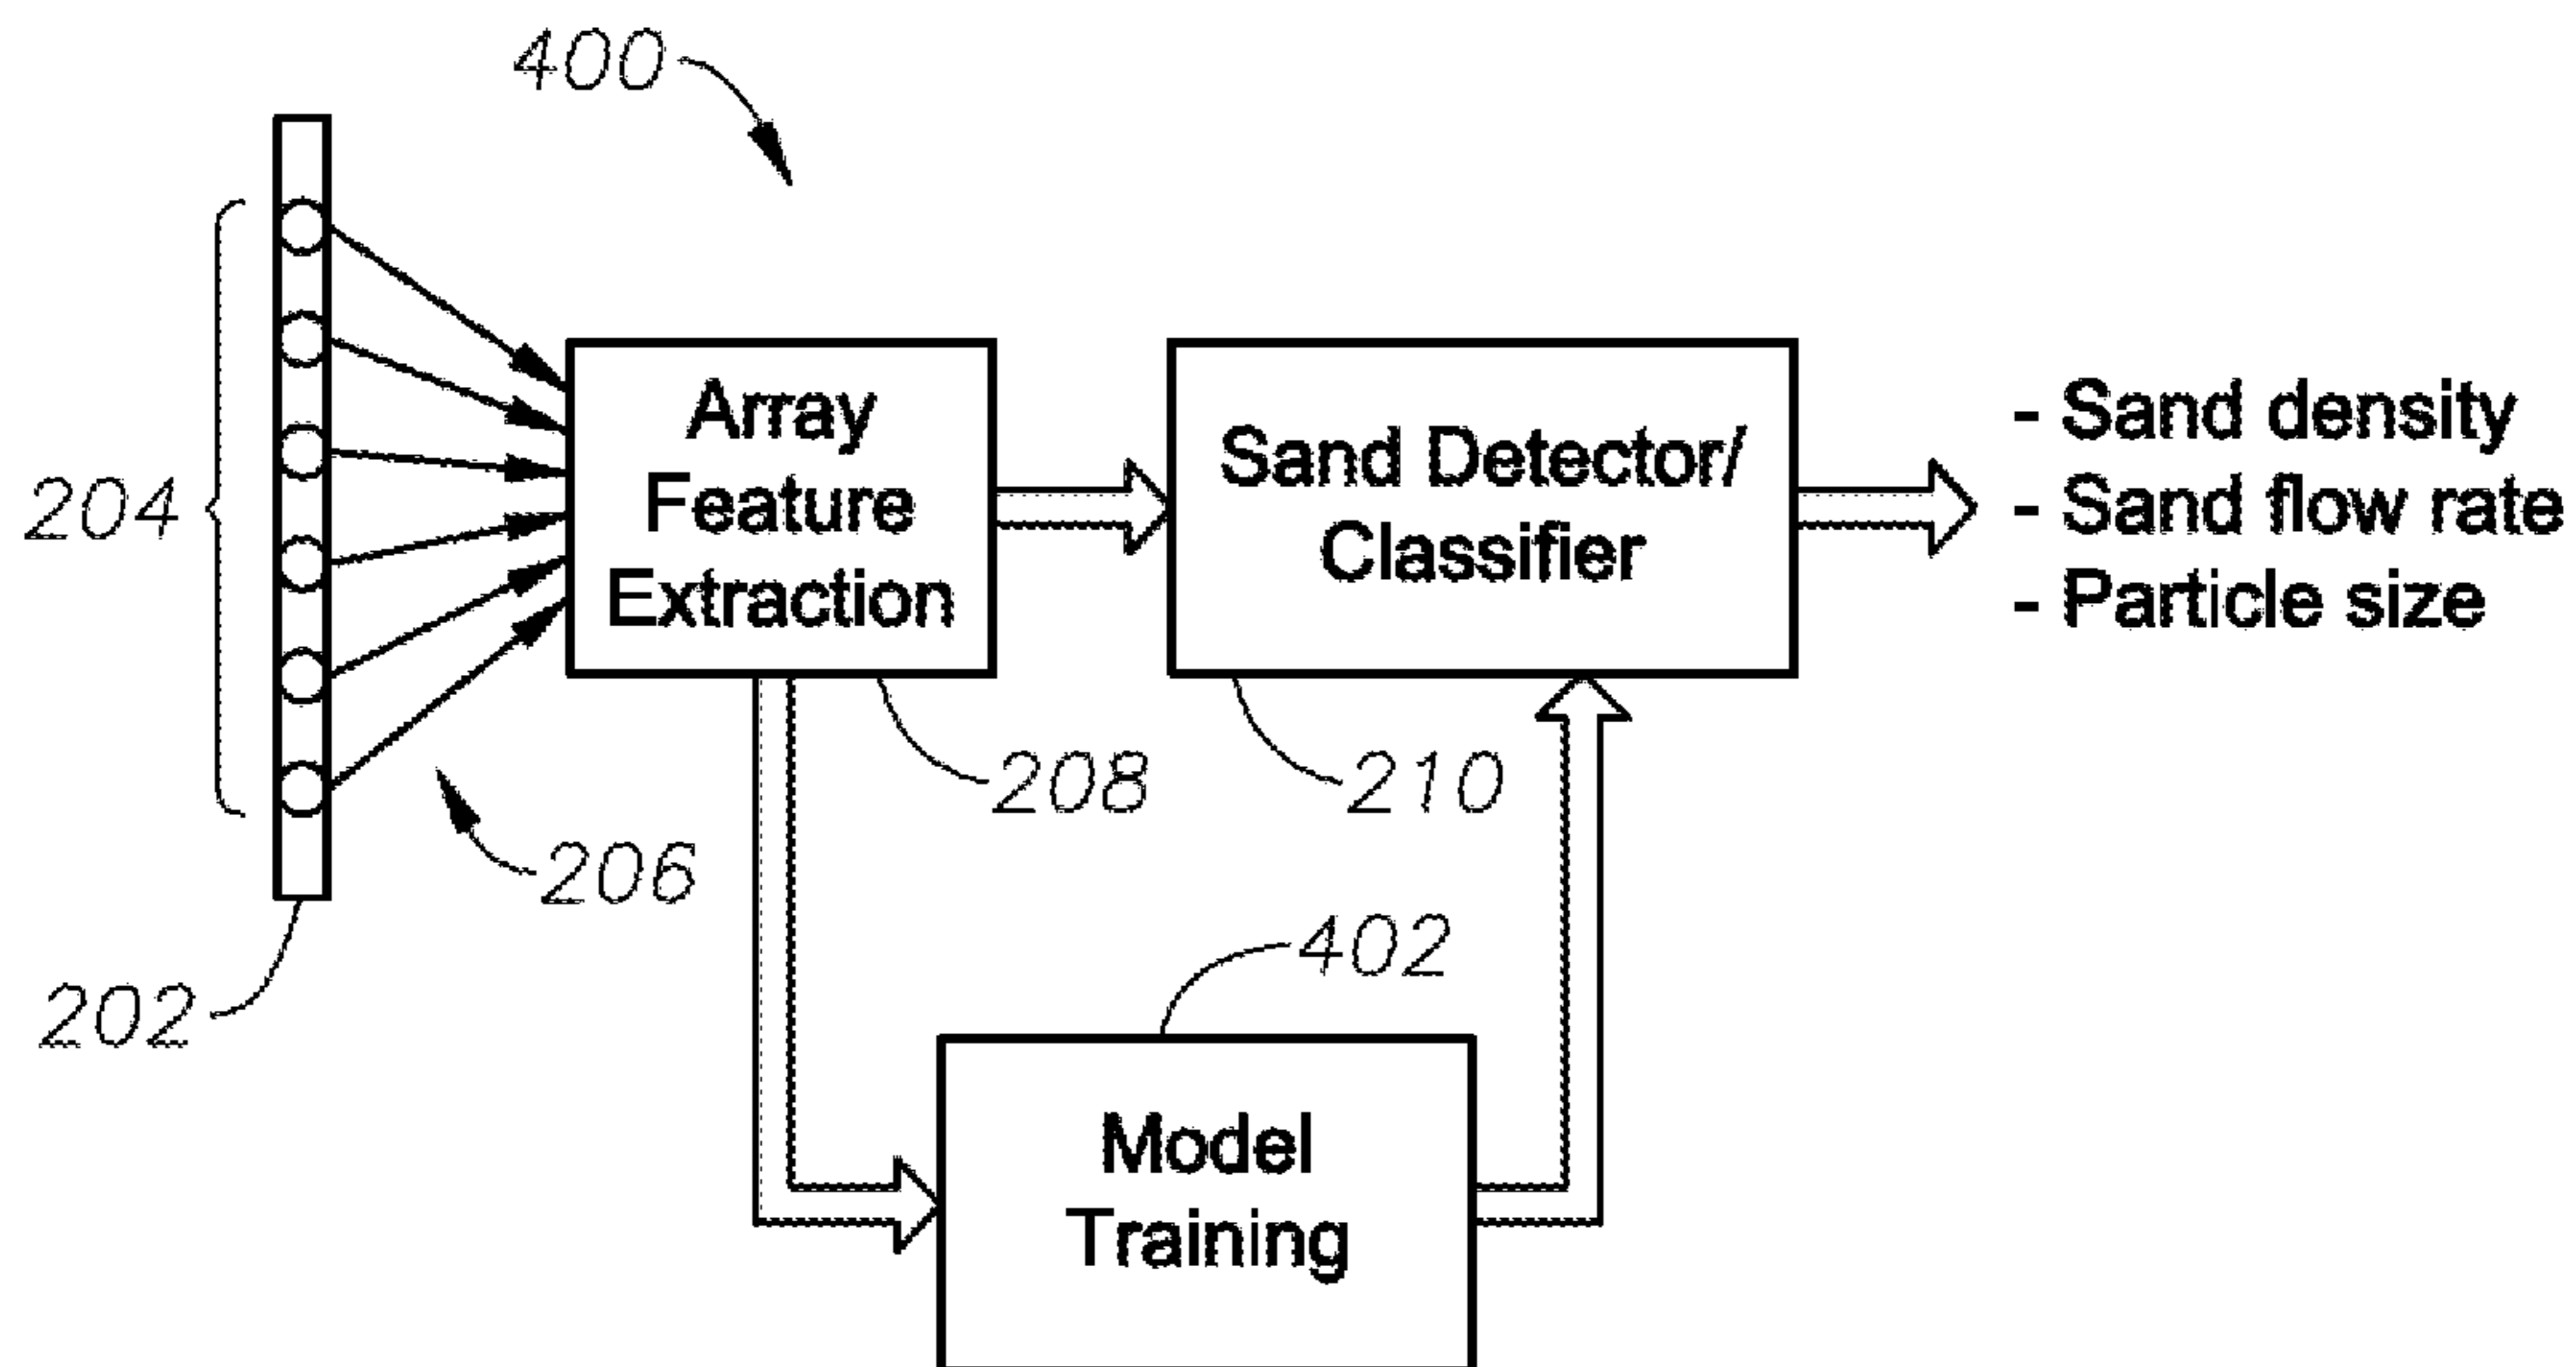 400
204
Array
Feature
Extraction
Sand Detector/
Classifier
- Sand density
- Sand flow rate
- Particle size
208
210
206
202
402
Model
Training